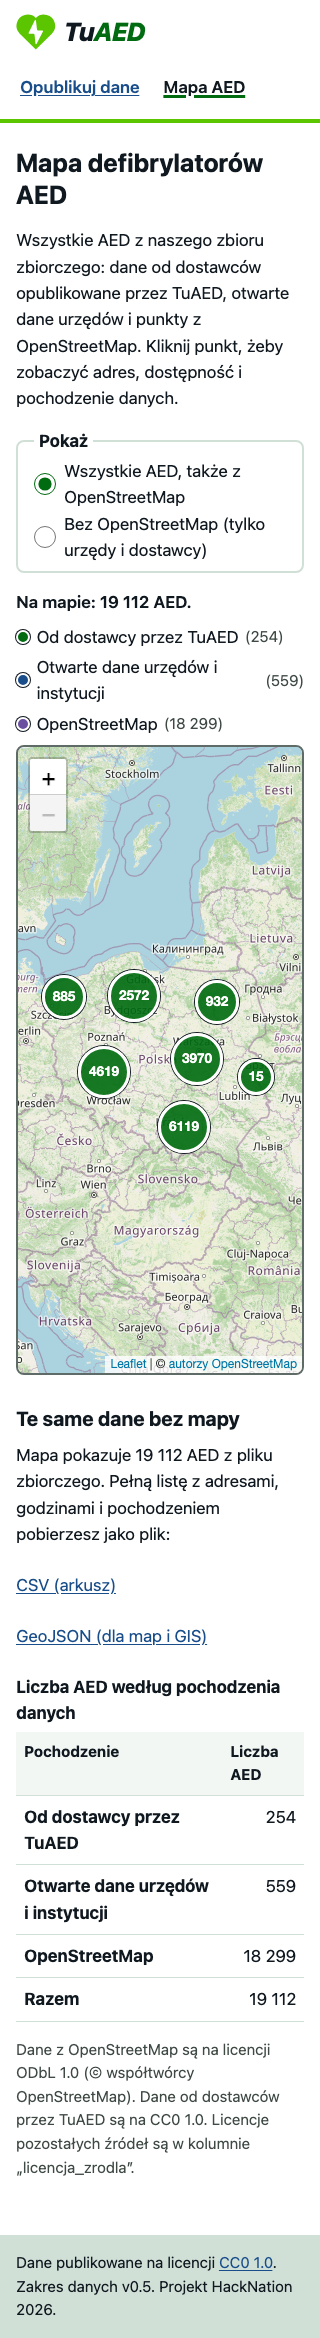 TuAED
Opublikuj dane
Mapa AED
Mapa defibrylatorów
AED
Wszystkie AED z naszego zbioru
zbiorczego: dane od dostawców
opublikowane przez TuAED, otwarte
dane urzędów i punkty z
OpenStreetMap. Kliknij punkt, żeby
zobaczyć adres, dostępność i
pochodzenie danych.
Pokaż
Wszystkie AED, także z
OpenStreetMap
Bez OpenStreetMap (tylko
urzędy i dostawcy)
Na mapie: 19 112 AED.
Od dostawcy przez TuAED (254)
Otwarte dane urzędów i
instytucji
(559)
OpenStreetMap (18 299)
+
−
Stockholm
Tallinn
Eesti
Latvija
Lietuva
Калининград
Vilni
Гродна
885
2572
932
Białystok
Poznań
3970
4619
Polsk
15
Wrocław
Lublin
Луц
6119
Česko
Львів
Brno
Linz
Wien
Slovensko
Österreich
Че
Graz
Magyarország
Cluj-Napoca
Slovenija
Timișoara
România
Hrvatska
Београд
Craiova
Bu
Sarajevo
Србија
Leaflet | © autorzy OpenStreetMap
Te same dane bez mapy
Mapa pokazuje 19 112 AED z pliku
zbiorczego. Pełną listę z adresami,
godzinami i pochodzeniem
pobierzesz jako plik:
CSV (arkusz)
GeoJSON (dla map i GIS)
Liczba AED według pochodzenia
danych
Pochodzenie
Liczba
AED
Od dostawcy przez
TuAED
254
Otwarte dane urzędów
i instytucji
559
OpenStreetMap
18 299
Razem
19 112
Dane z OpenStreetMap są na licencji
ODbL 1.0 (© współtwórcy
OpenStreetMap). Dane od dostawców
przez TuAED są na CC0 1.0. Licencje
pozostałych źródeł są w kolumnie
„licencja_zrodla”.
Dane publikowane na licencji CC0 1.0.
Zakres danych v0.5. Projekt HackNation
2026.